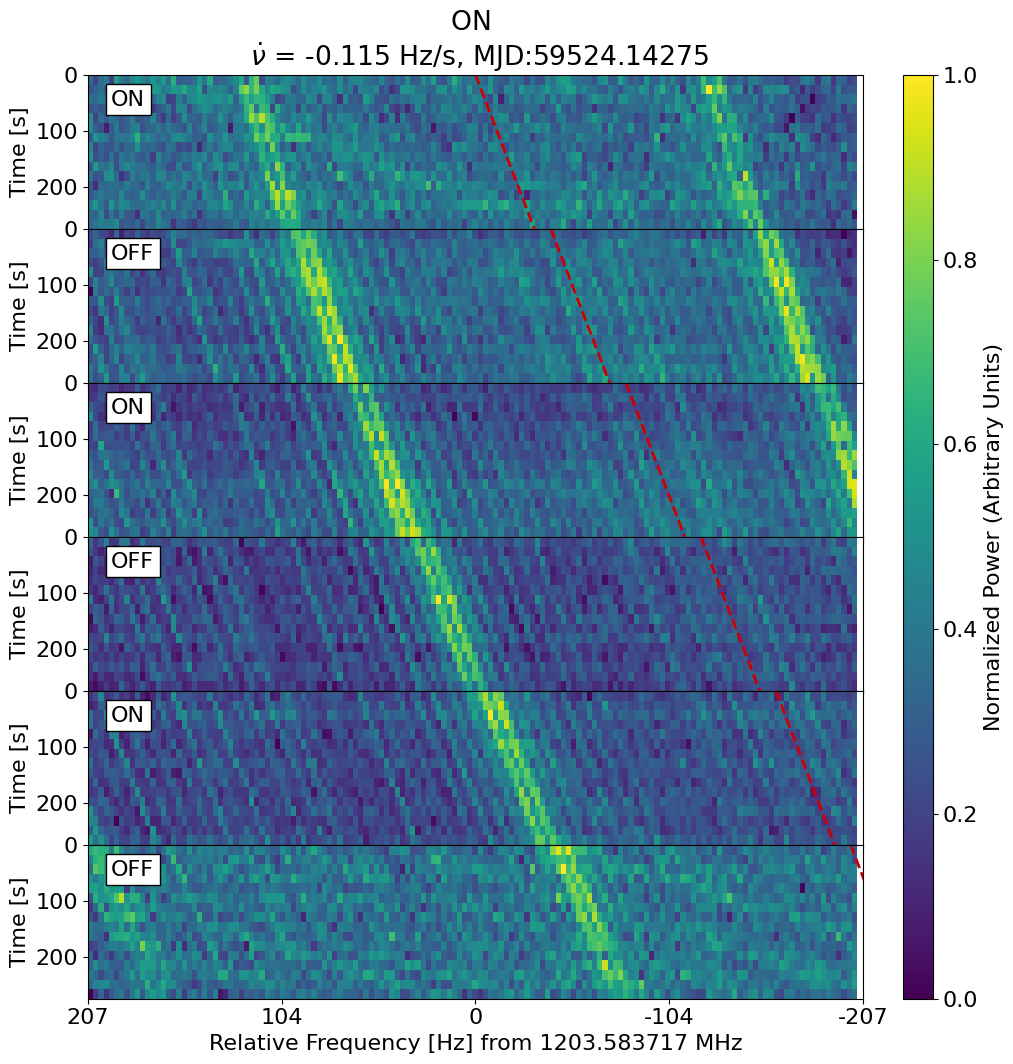 ON
ν̇ = -0.115 Hz/s, MJD:59524.14275
ON
OFF
ON
OFF
ON
OFF
Time [s]
0
100
200
Time [s]
0
100
200
Time [s]
0
100
200
Time [s]
0
100
200
Time [s]
0
100
200
Time [s]
0
100
200
207
104
0
-104
-207
Relative Frequency [Hz] from 1203.583717 MHz
1.0
0.8
0.6
0.4
0.2
0.0
Normalized Power (Arbitrary Units)